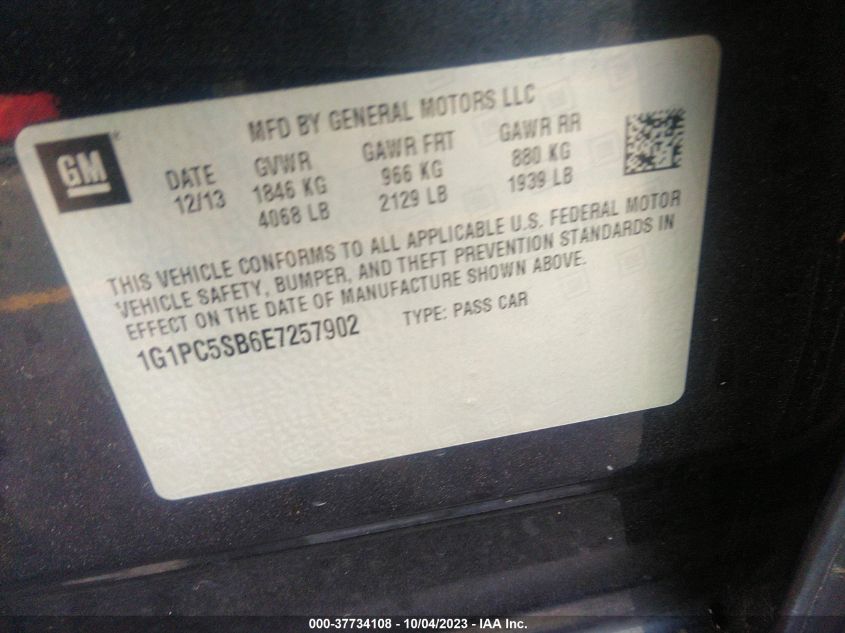 MFD BY GENERAL MOTORS LLC
GM
DATE GVWR GAWR FRT GAWR RR
12/13 1846 KG 966 KG 880 KG
4068 LB 2129 LB 1939 LB
THIS VEHICLE CONFORMS TO ALL APPLICABLE U.S. FEDERAL MOTOR
VEHICLE SAFETY, BUMPER, AND THEFT PREVENTION STANDARDS IN
EFFECT ON THE DATE OF MANUFACTURE SHOWN ABOVE.
1G1PC5SB6E7257902 TYPE: PASS CAR
000-37734108 - 10/04/2023 - IAA Inc.